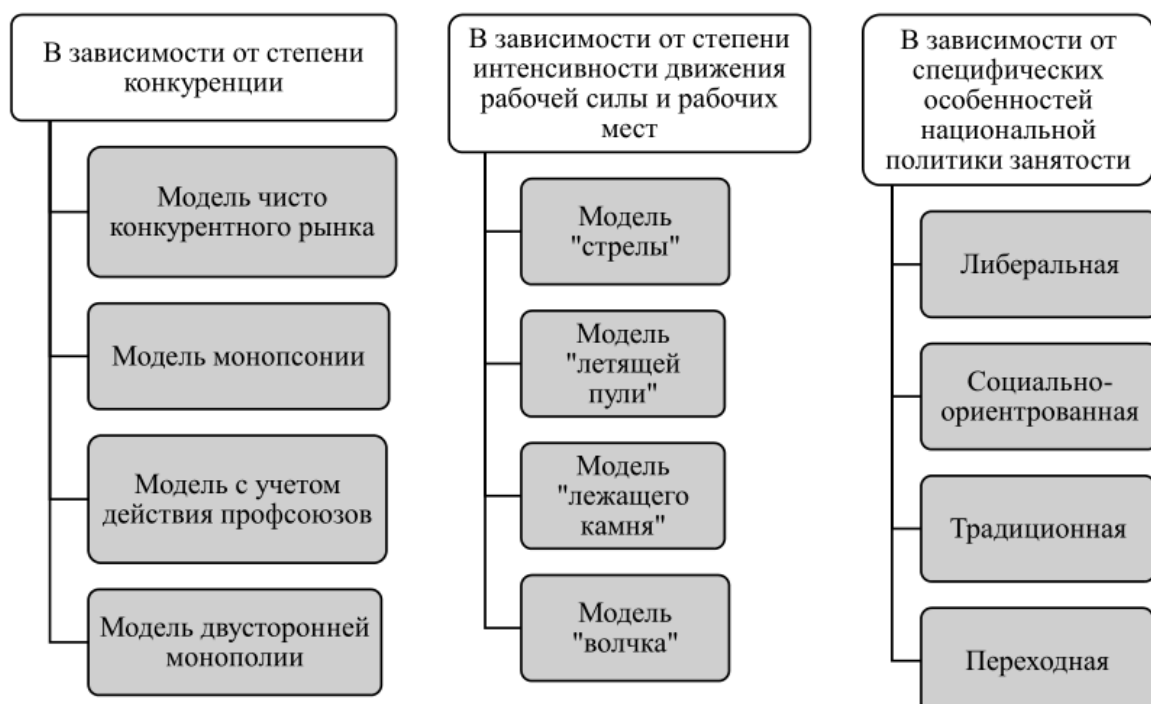 В зависимости от степени
конкуренции
Модель чисто
конкурентного рынка
Модель монопсонии
Модель с учетом
действия профсоюзов
Модель двусторонней
монополии
В зависимости от степени
интенсивности движения
рабочей силы и рабочих
мест
Модель
"стрелы"
Модель
"летящей
пули"
Модель
"лежащего
камня"
Модель
"волчка"
В зависимости от
специфических
особенностей
национальной
политики занятости
Либеральная
Социально-
ориентрованная
Традиционная
Переходная